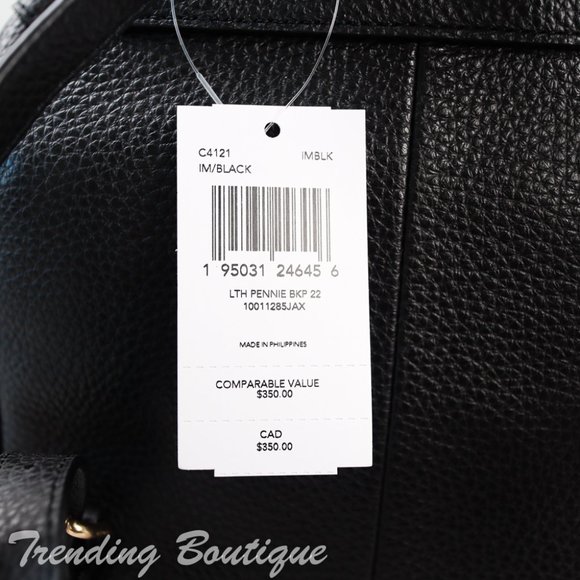 C4121 IMBLK
IM/BLACK
1 95031 24645 6
LTH PENNIE BKP 22
10011285JAX
MADE IN PHILIPPINES
COMPARABLE VALUE
$350.00
CAD
$350.00
Trending Boutique